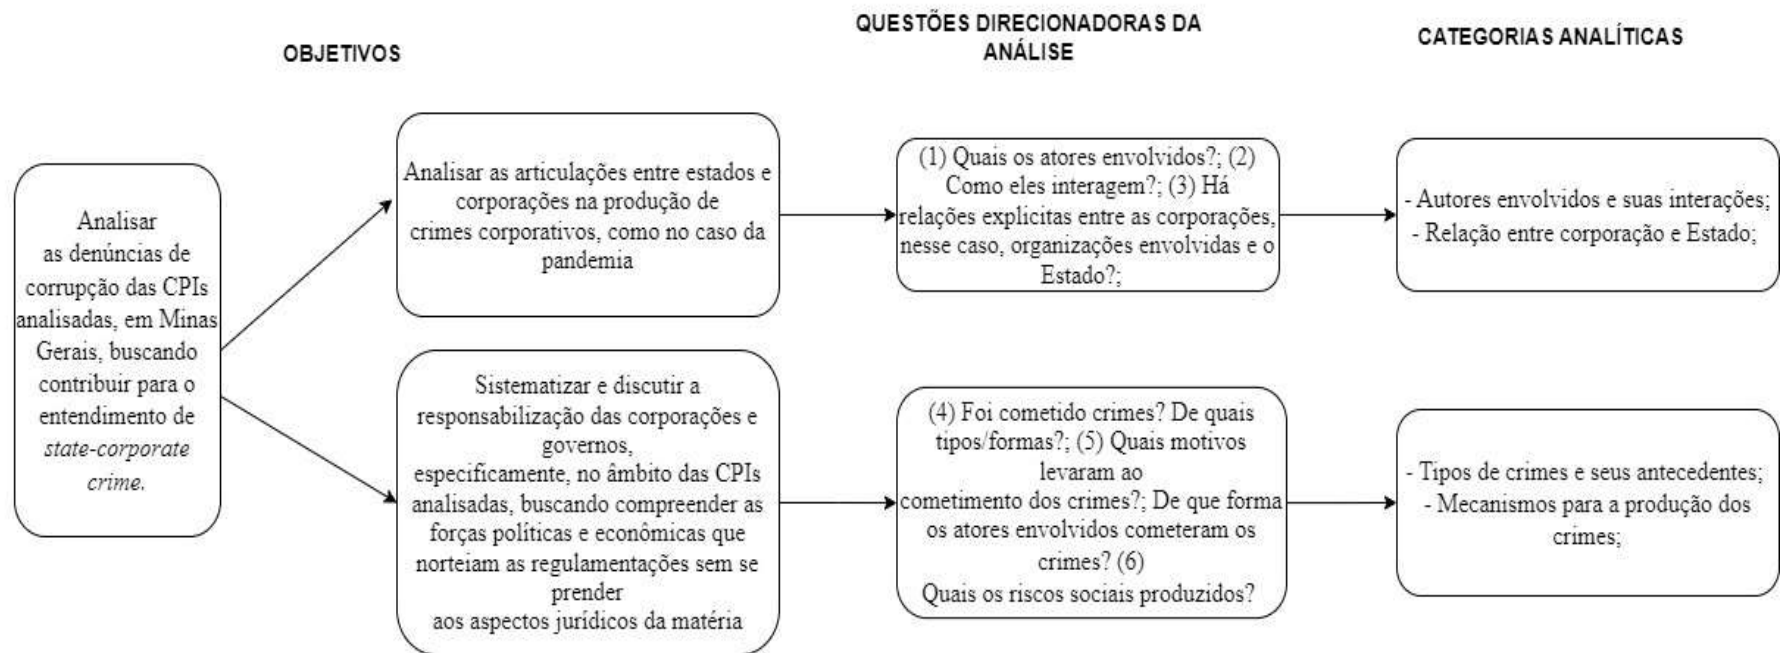 OBJETIVOS
QUESTÕES DIRECIONADORAS DA
ANÁLISE
CATEGORIAS ANALÍTICAS
Analisar
as denúncias de
corrupção das CPIs
analisadas, em Minas
Gerais, buscando
contribuir para o
entendimento de
state-corporate
crime.
Analisar as articulações entre estados e
corporações na produção de
crimes corporativos, como no caso da
pandemia
(1) Quais os atores envolvidos?; (2)
Como eles interagem?; (3) Há
relações explicitas entre as corporações,
nesse caso, organizações envolvidas e o
Estado?;
- Autores envolvidos e suas interações;
- Relação entre corporação e Estado;
Sistematizar e discutir a
responsabilização das corporações e
governos,
especificamente, no âmbito das CPIs
analisadas, buscando compreender as
forças políticas e econômicas que
norteiam as regulamentações sem se
prender
aos aspectos jurídicos da matéria
(4) Foi cometido crimes? De quais
tipos/formas?; (5) Quais motivos
levaram ao
cometimento dos crimes?; De que forma
os atores envolvidos cometeram os
crimes? (6)
Quais os riscos sociais produzidos?
- Tipos de crimes e seus antecedentes;
- Mecanismos para a produção dos
crimes;